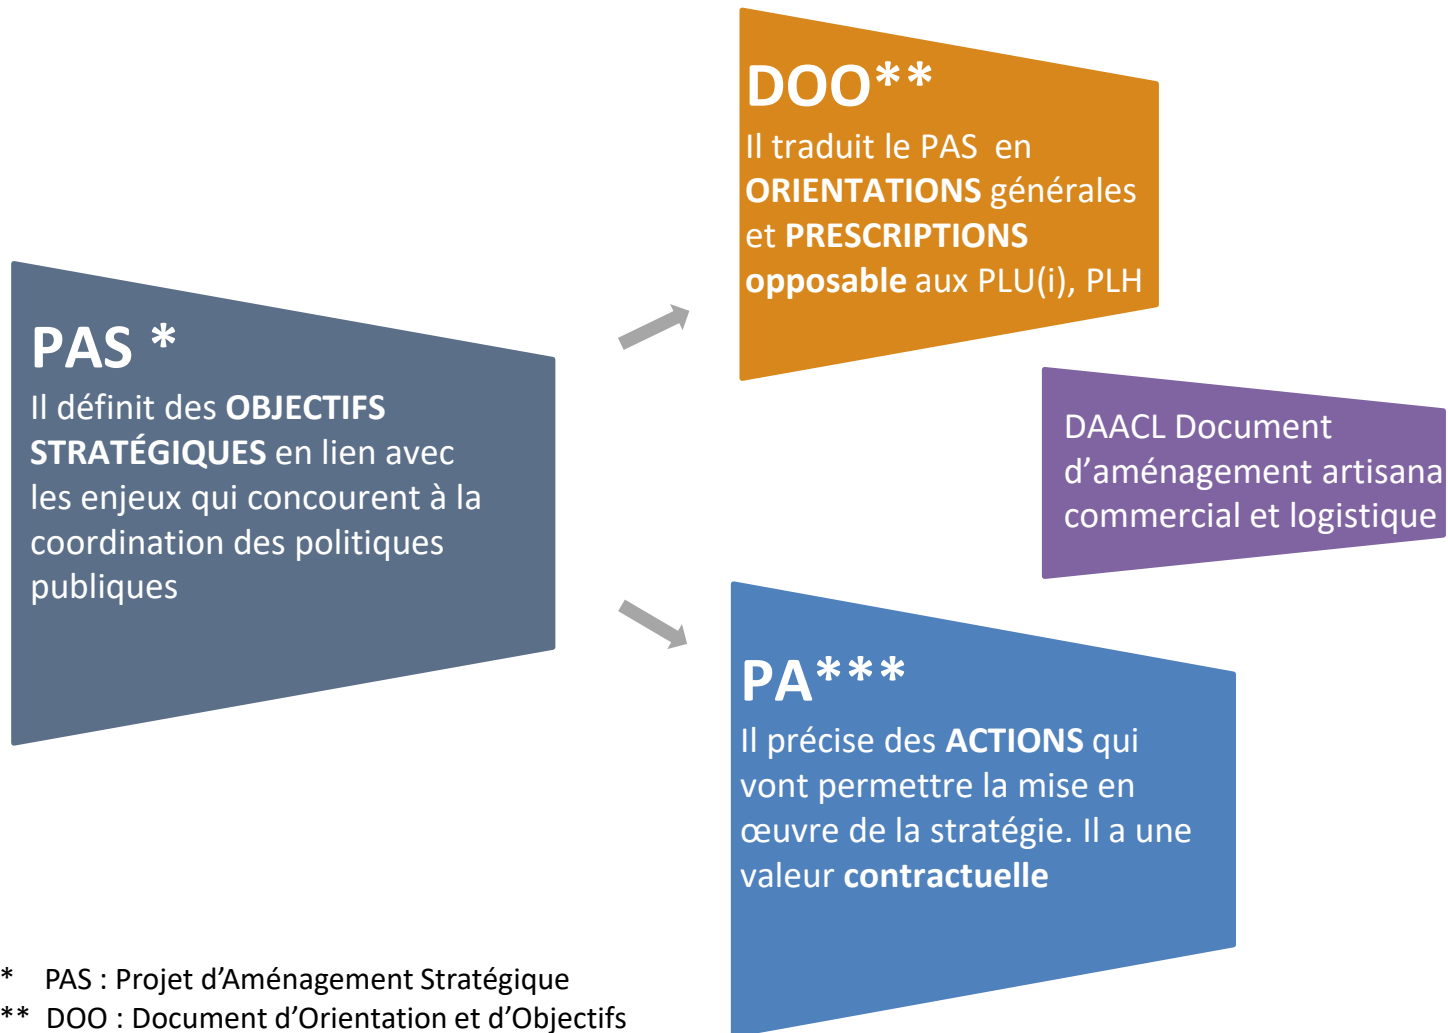 PAS *
Il définit des OBJECTIFS
STRATÉGIQUES en lien avec
les enjeux qui concourent à la
coordination des politiques
publiques
DOO**
Il traduit le PAS en
ORIENTATIONS générales
et PRESCRIPTIONS
opposable aux PLU(i), PLH
DAACL Document
d’aménagement artisana
commercial et logistique
PA***
Il précise des ACTIONS qui
vont permettre la mise en
œuvre de la stratégie. Il a une
valeur contractuelle
* PAS : Projet d’Aménagement Stratégique
** DOO : Document d’Orientation et d’Objectifs